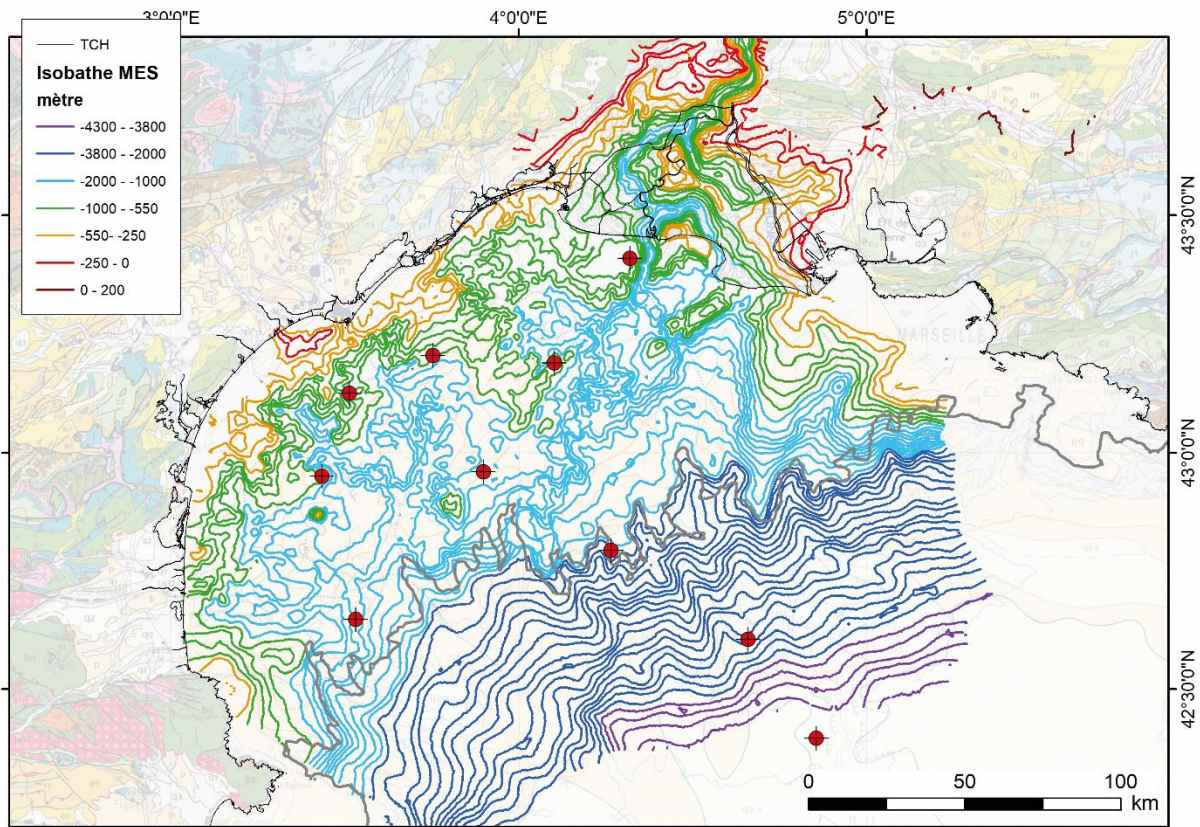 3°0'0"E 4°0'0"E 5°0'0"E
TCH
Isobathe MES
mètre
-4300 - -3800
-3800 - -2000
-2000 - -1000
-1000 - -550
-550- -250
-250 - 0
0 - 200
43°30'0"N
MARSEILLE
43°0'0"N
42°30'0"N
0 50 100
km